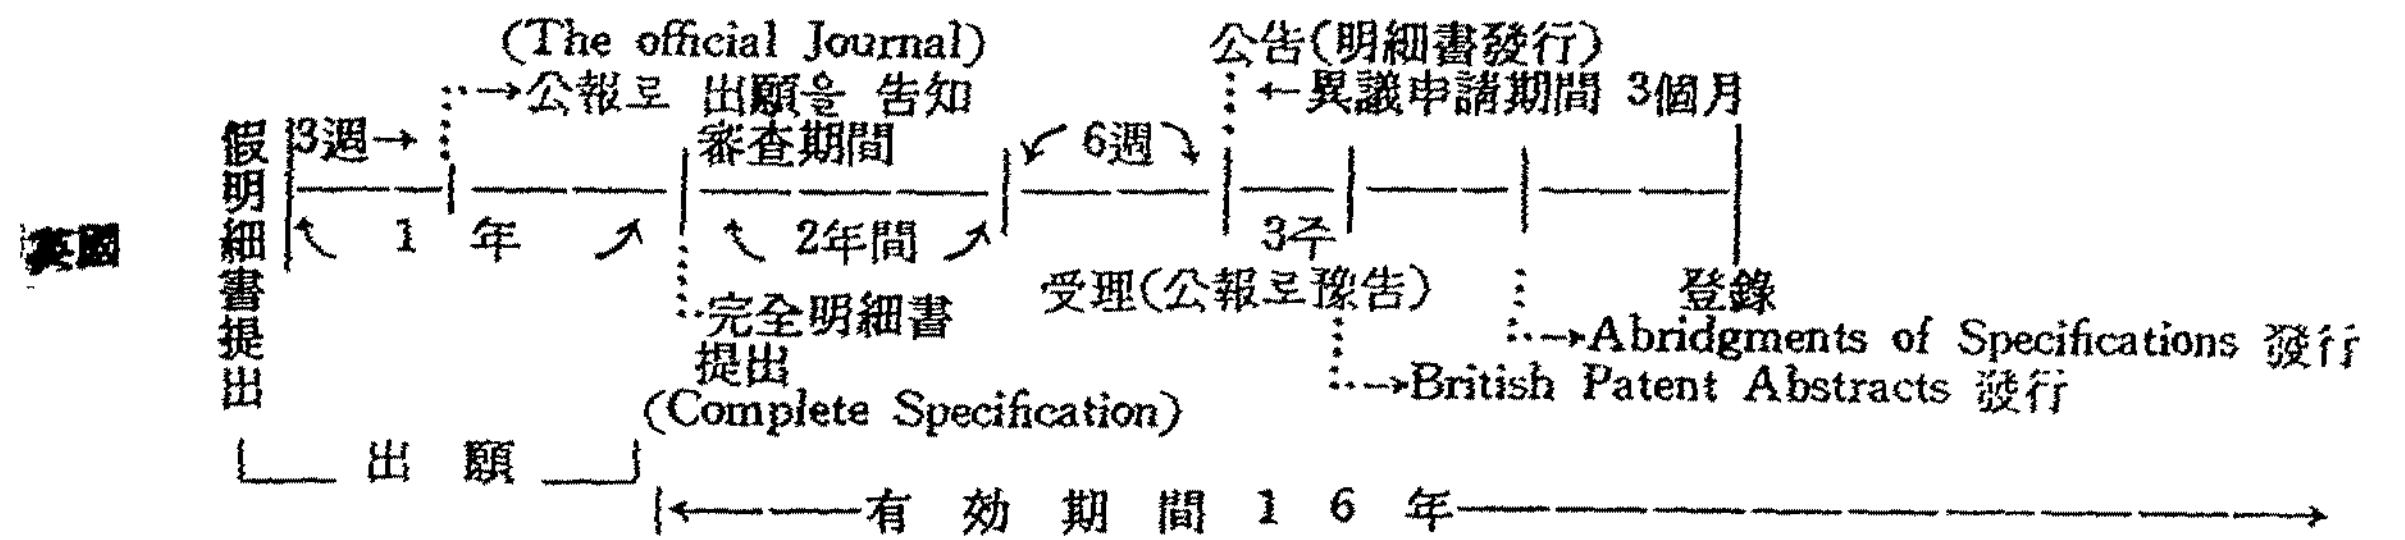 英國
假明細書提出
(The official Journal)
公報로 出願을 告知
3週
1 年
審査期間
2年間
完全明細書
提出
(Complete Specification)
6週
公告(明細書發行)
異議申請期間 3個月
3주
受理(公報로豫告)
登錄
Abridgments of Specifications 發行
British Patent Abstracts 發行
出 願
有 効 期 間 1 6 年